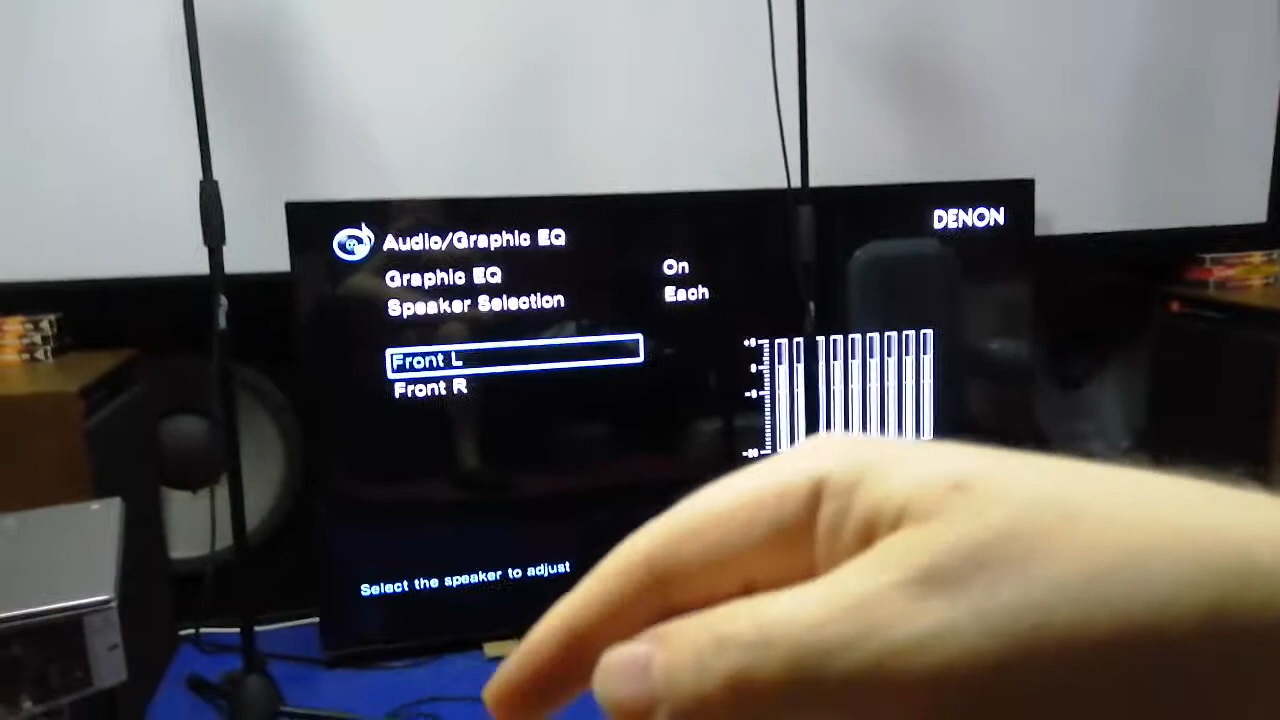 DENON
Audio/Graphic EQ
Graphic EQ On
Speaker Selection Each
Front L
Front R
Select the speaker to adjust